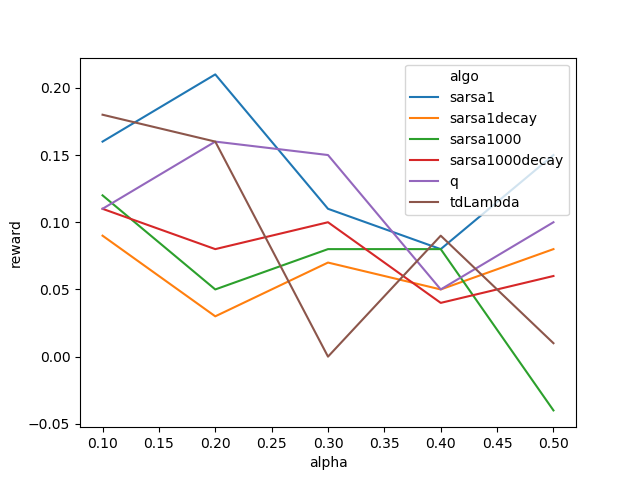 algo
sarsa1
sarsa1decay
sarsa1000
sarsa1000decay
q
tdLambda
reward
0.20
0.15
0.10
0.05
0.00
−0.05
0.10 0.15 0.20 0.25 0.30 0.35 0.40 0.45 0.50
alpha